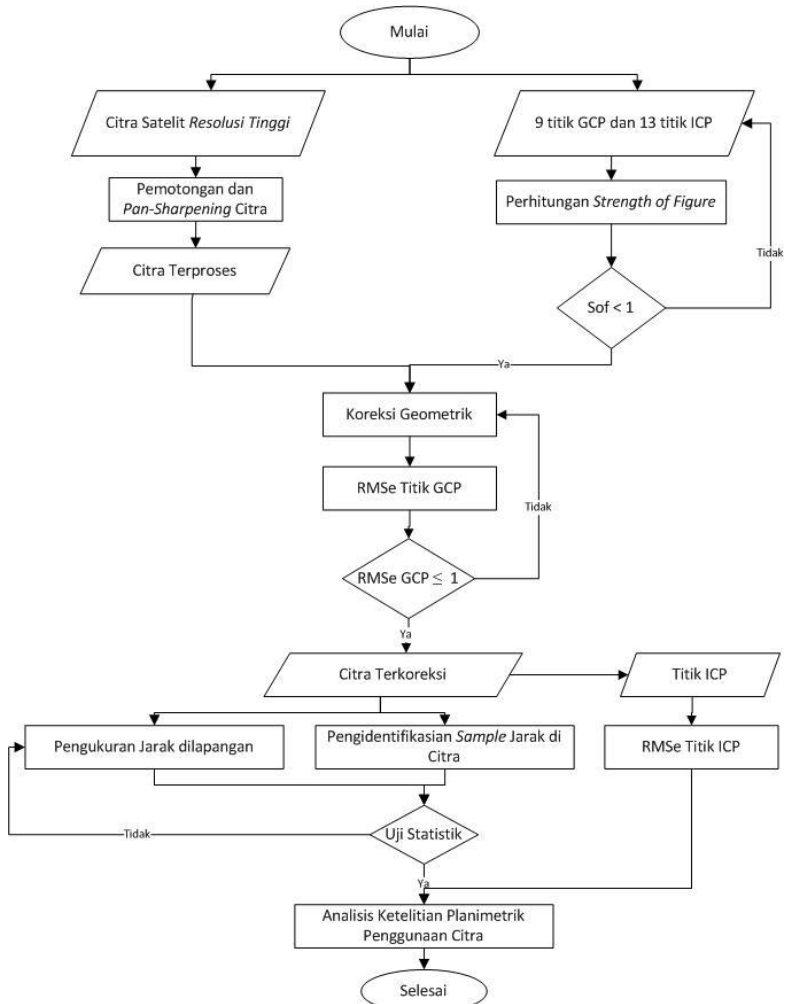 Mulai
Citra Satelit Resolusi Tinggi
9 titik GCP dan 13 titik ICP
Pemotongan dan
Pan-Sharpening Citra
Perhitungan Strength of Figure
Citra Terproses
Tidak
Sof < 1
Ya
Koreksi Geometrik
RMSe Titik GCP
Tidak
RMSe GCP ≤ 1
Ya
Citra Terkoreksi
Titik ICP
Pengukuran Jarak dilapangan
Pengidentifikasian Sample Jarak di
Citra
RMSe Titik ICP
Tidak
Uji Statistik
Ya
Analisis Ketelitian Planimetrik
Penggunaan Citra
Selesai